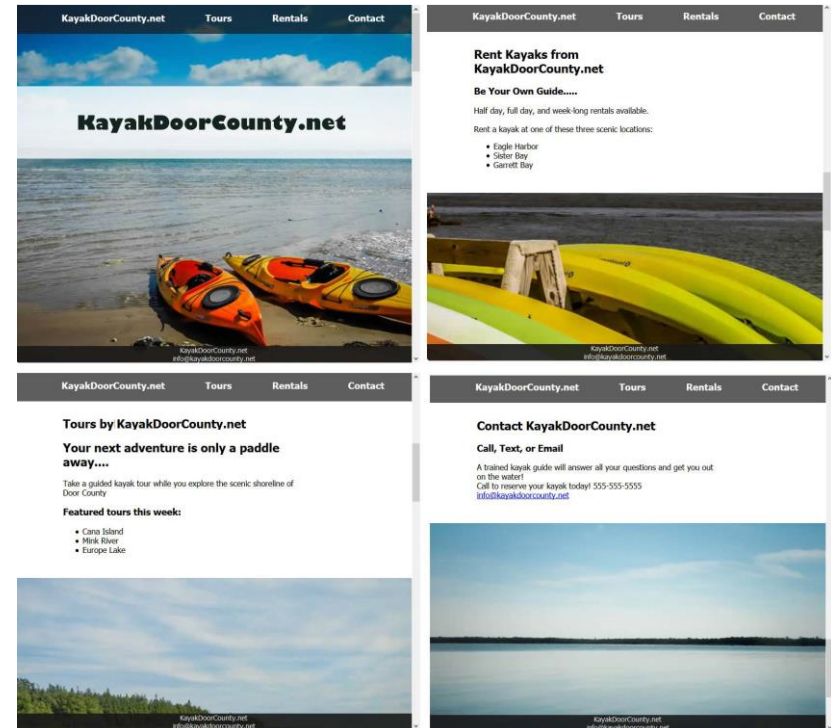 KayakDoorCounty.net Tours Rentals Contact
KayakDoorCounty.net
KayakDoorCounty.net
info@kayakdoorcounty.net
KayakDoorCounty.net Tours Rentals Contact
Rent Kayaks from
KayakDoorCounty.net
Be Your Own Guide.....
Half day, full day, and week-long rentals available.
Rent a kayak at one of these three scenic locations:
Eagle Harbor
Sister Bay
Garrett Bay
KayakDoorCounty.net
info@kayakdoorcounty.net
KayakDoorCounty.net Tours Rentals Contact
Tours by KayakDoorCounty.net
Your next adventure is only a paddle
away....
Take a guided kayak tour while you explore the scenic shoreline of
Door County
Featured tours this week:
Cana Island
Mink River
Europe Lake
KayakDoorCounty.net
info@kayakdoorcounty.net
KayakDoorCounty.net Tours Rentals Contact
Contact KayakDoorCounty.net
Call, Text, or Email
A trained kayak guide will answer all your questions and get you out
on the water!
Call to reserve your kayak today! 555-555-5555
info@kayakdoorcounty.net
KayakDoorCounty.net
info@kayakdoorcounty.net